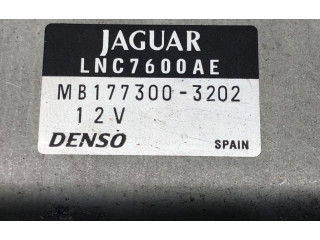 JAGUAR
LNC7600AE
MB177300-3202
12V
DENSO SPAIN